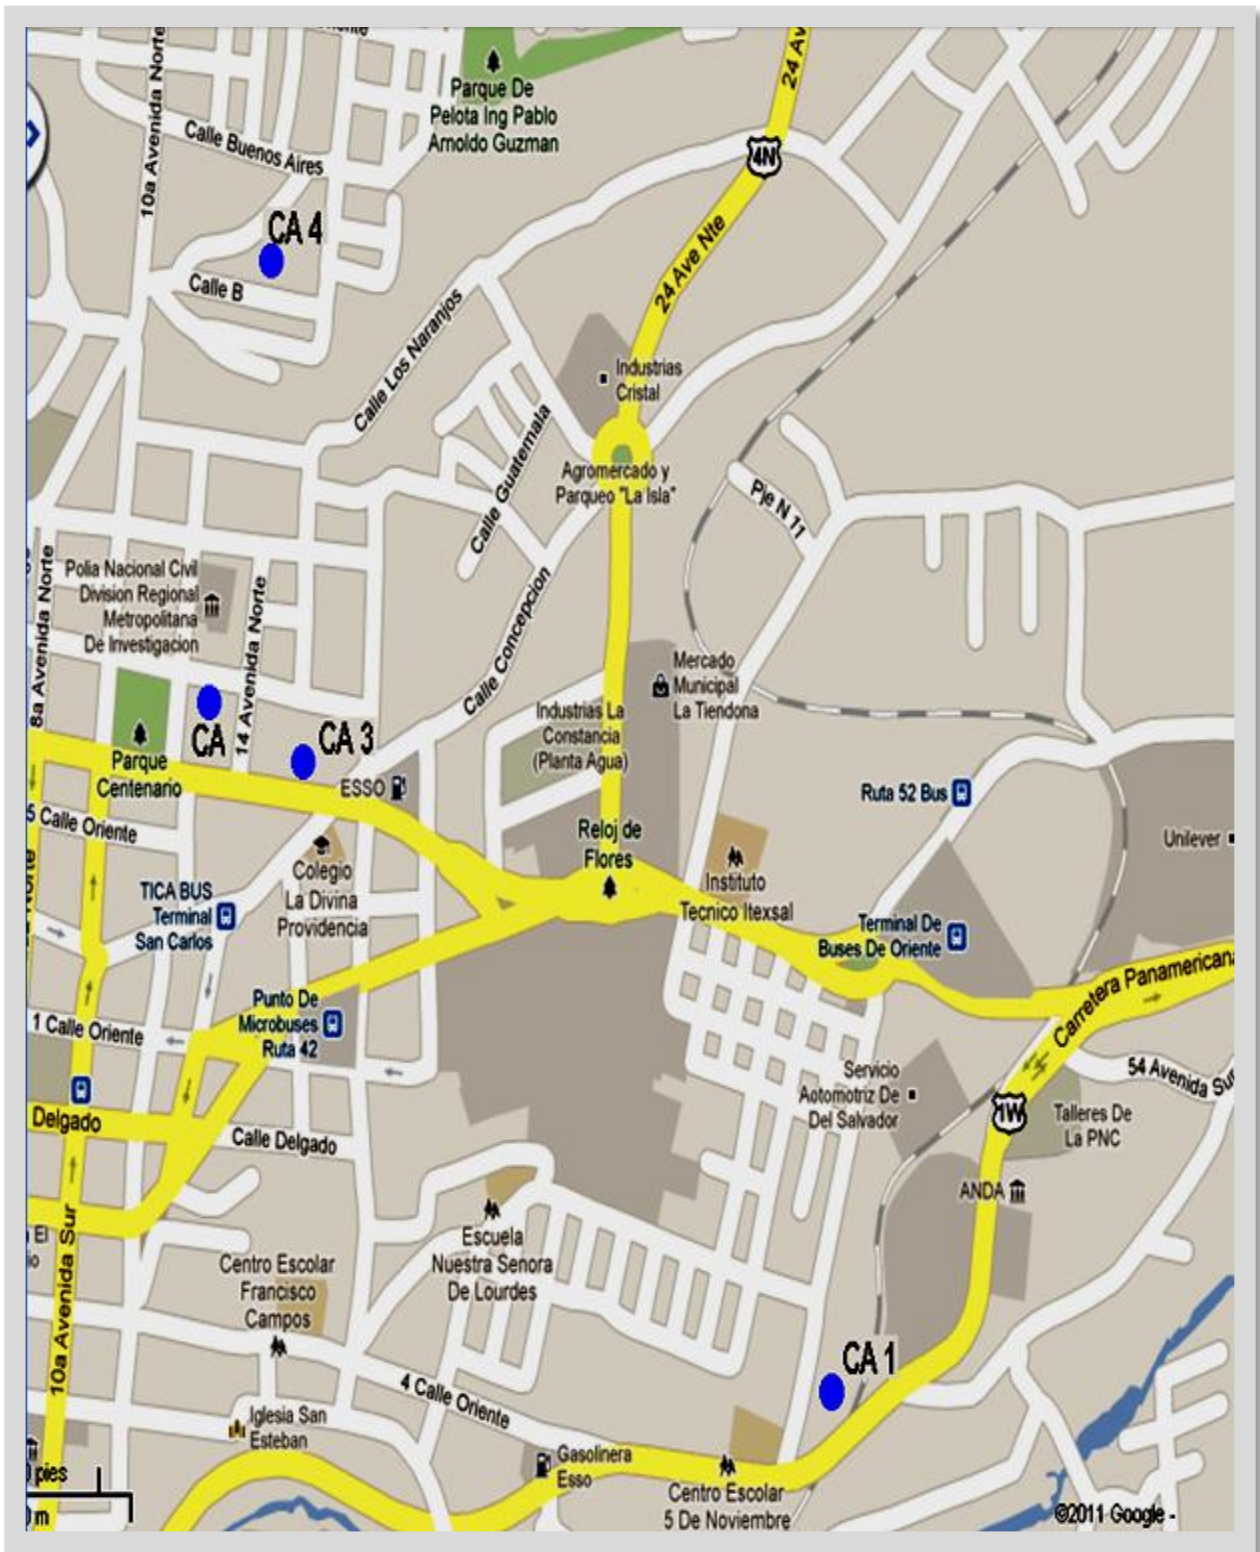 10a Avenida Norte
24 Av
Parque De
Pelota Ing Pablo
Arnoldo Guzman
Calle Buenos Aires
4N
CA 4
Calle B
24 Ave Nte
Calle Los Naranjos
Industrias
Cristal
Calle Guatemala
Agromercado y
Parqueo "La Isla"
Pje N 11
8a Avenida Norte
Polia Nacional Civil
Division Regional
Metropolitana
De Investigacion
14 Avenida Norte
Calle Concepcion
Mercado
Municipal
La Tiendona
Industrias La
Constancia
(Planta Agua)
CA
CA 3
Parque
Centenario
ESSO
Ruta 52 Bus
5 Calle Oriente
Reloj de
Flores
Unilever
Colegio
La Divina
Providencia
Instituto
Tecnico Itexsal
TICA BUS
Terminal
San Carlos
Terminal De
Buses De Oriente
Carretera Panamericana
Punto De
Microbuses
Ruta 42
1 Calle Oriente
Servicio
Aotomotriz De
Del Salvador
54 Avenida Sur
1W
Talleres De
La PNC
Delgado
Calle Delgado
ANDA
El
io
10a Avenida Sur
Escuela
Nuestra Senora
De Lourdes
Centro Escolar
Francisco
Campos
CA 1
4 Calle Oriente
Iglesia San
Esteban
Gasolinera
Esso
Centro Escolar
5 De Noviembre
pies
m
©2011 Google -